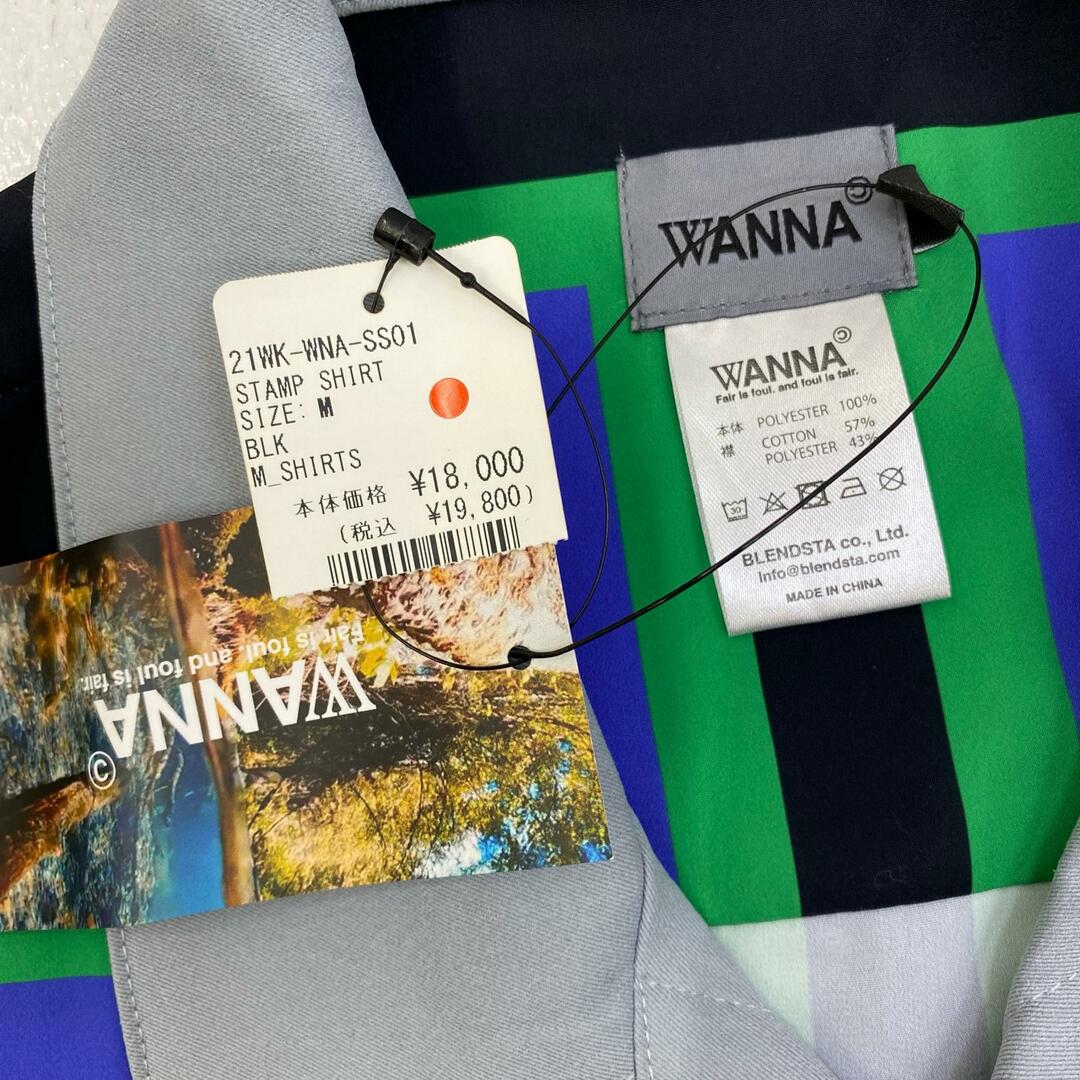 21WK-WNA-SS01
STAMP SHIRT
SIZE: M
BLK
M_SHIRTS
本体価格 ¥18,000
(税込 ¥19,800)
WANNA©
Fair is foul. and foul is fair.
WANNA©
WANNA©
Fair is foul. and foul is fair.
本体 POLYESTER 100%
襟 COTTON 57%
POLYESTER 43%
30
BLENDSTA co., Ltd.
Info@blendsta.com
MADE IN CHINA